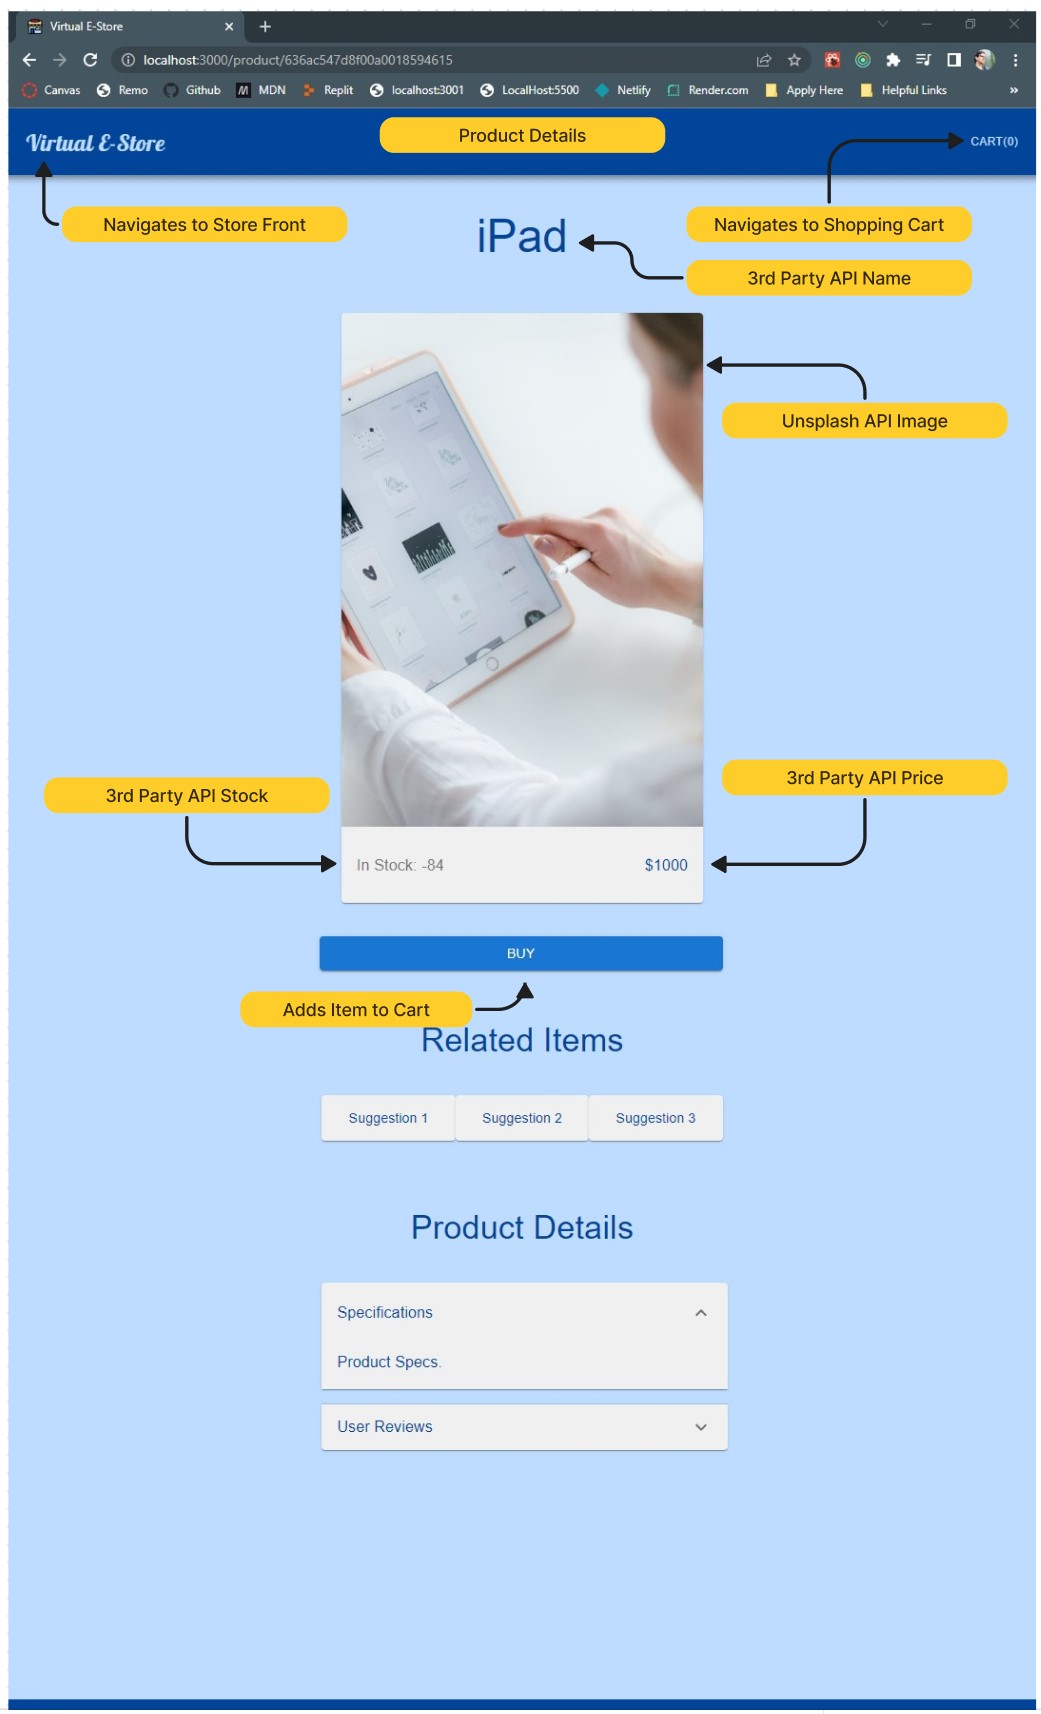 Virtual E-Store
localhost:3000/product/636ac547d8f00a0018594615
Canvas Remo Github MDN Replit localhost:3001 LocalHost:5500 Netlify Render.com Apply Here Helpful Links »
Virtual E-Store
Product Details
CART(0)
Navigates to Store Front
iPad
Navigates to Shopping Cart
3rd Party API Name
Unsplash API Image
3rd Party API Stock
3rd Party API Price
In Stock: -84
$1000
BUY
Adds Item to Cart
Related Items
Suggestion 1
Suggestion 2
Suggestion 3
Product Details
Specifications
Product Specs.
User Reviews